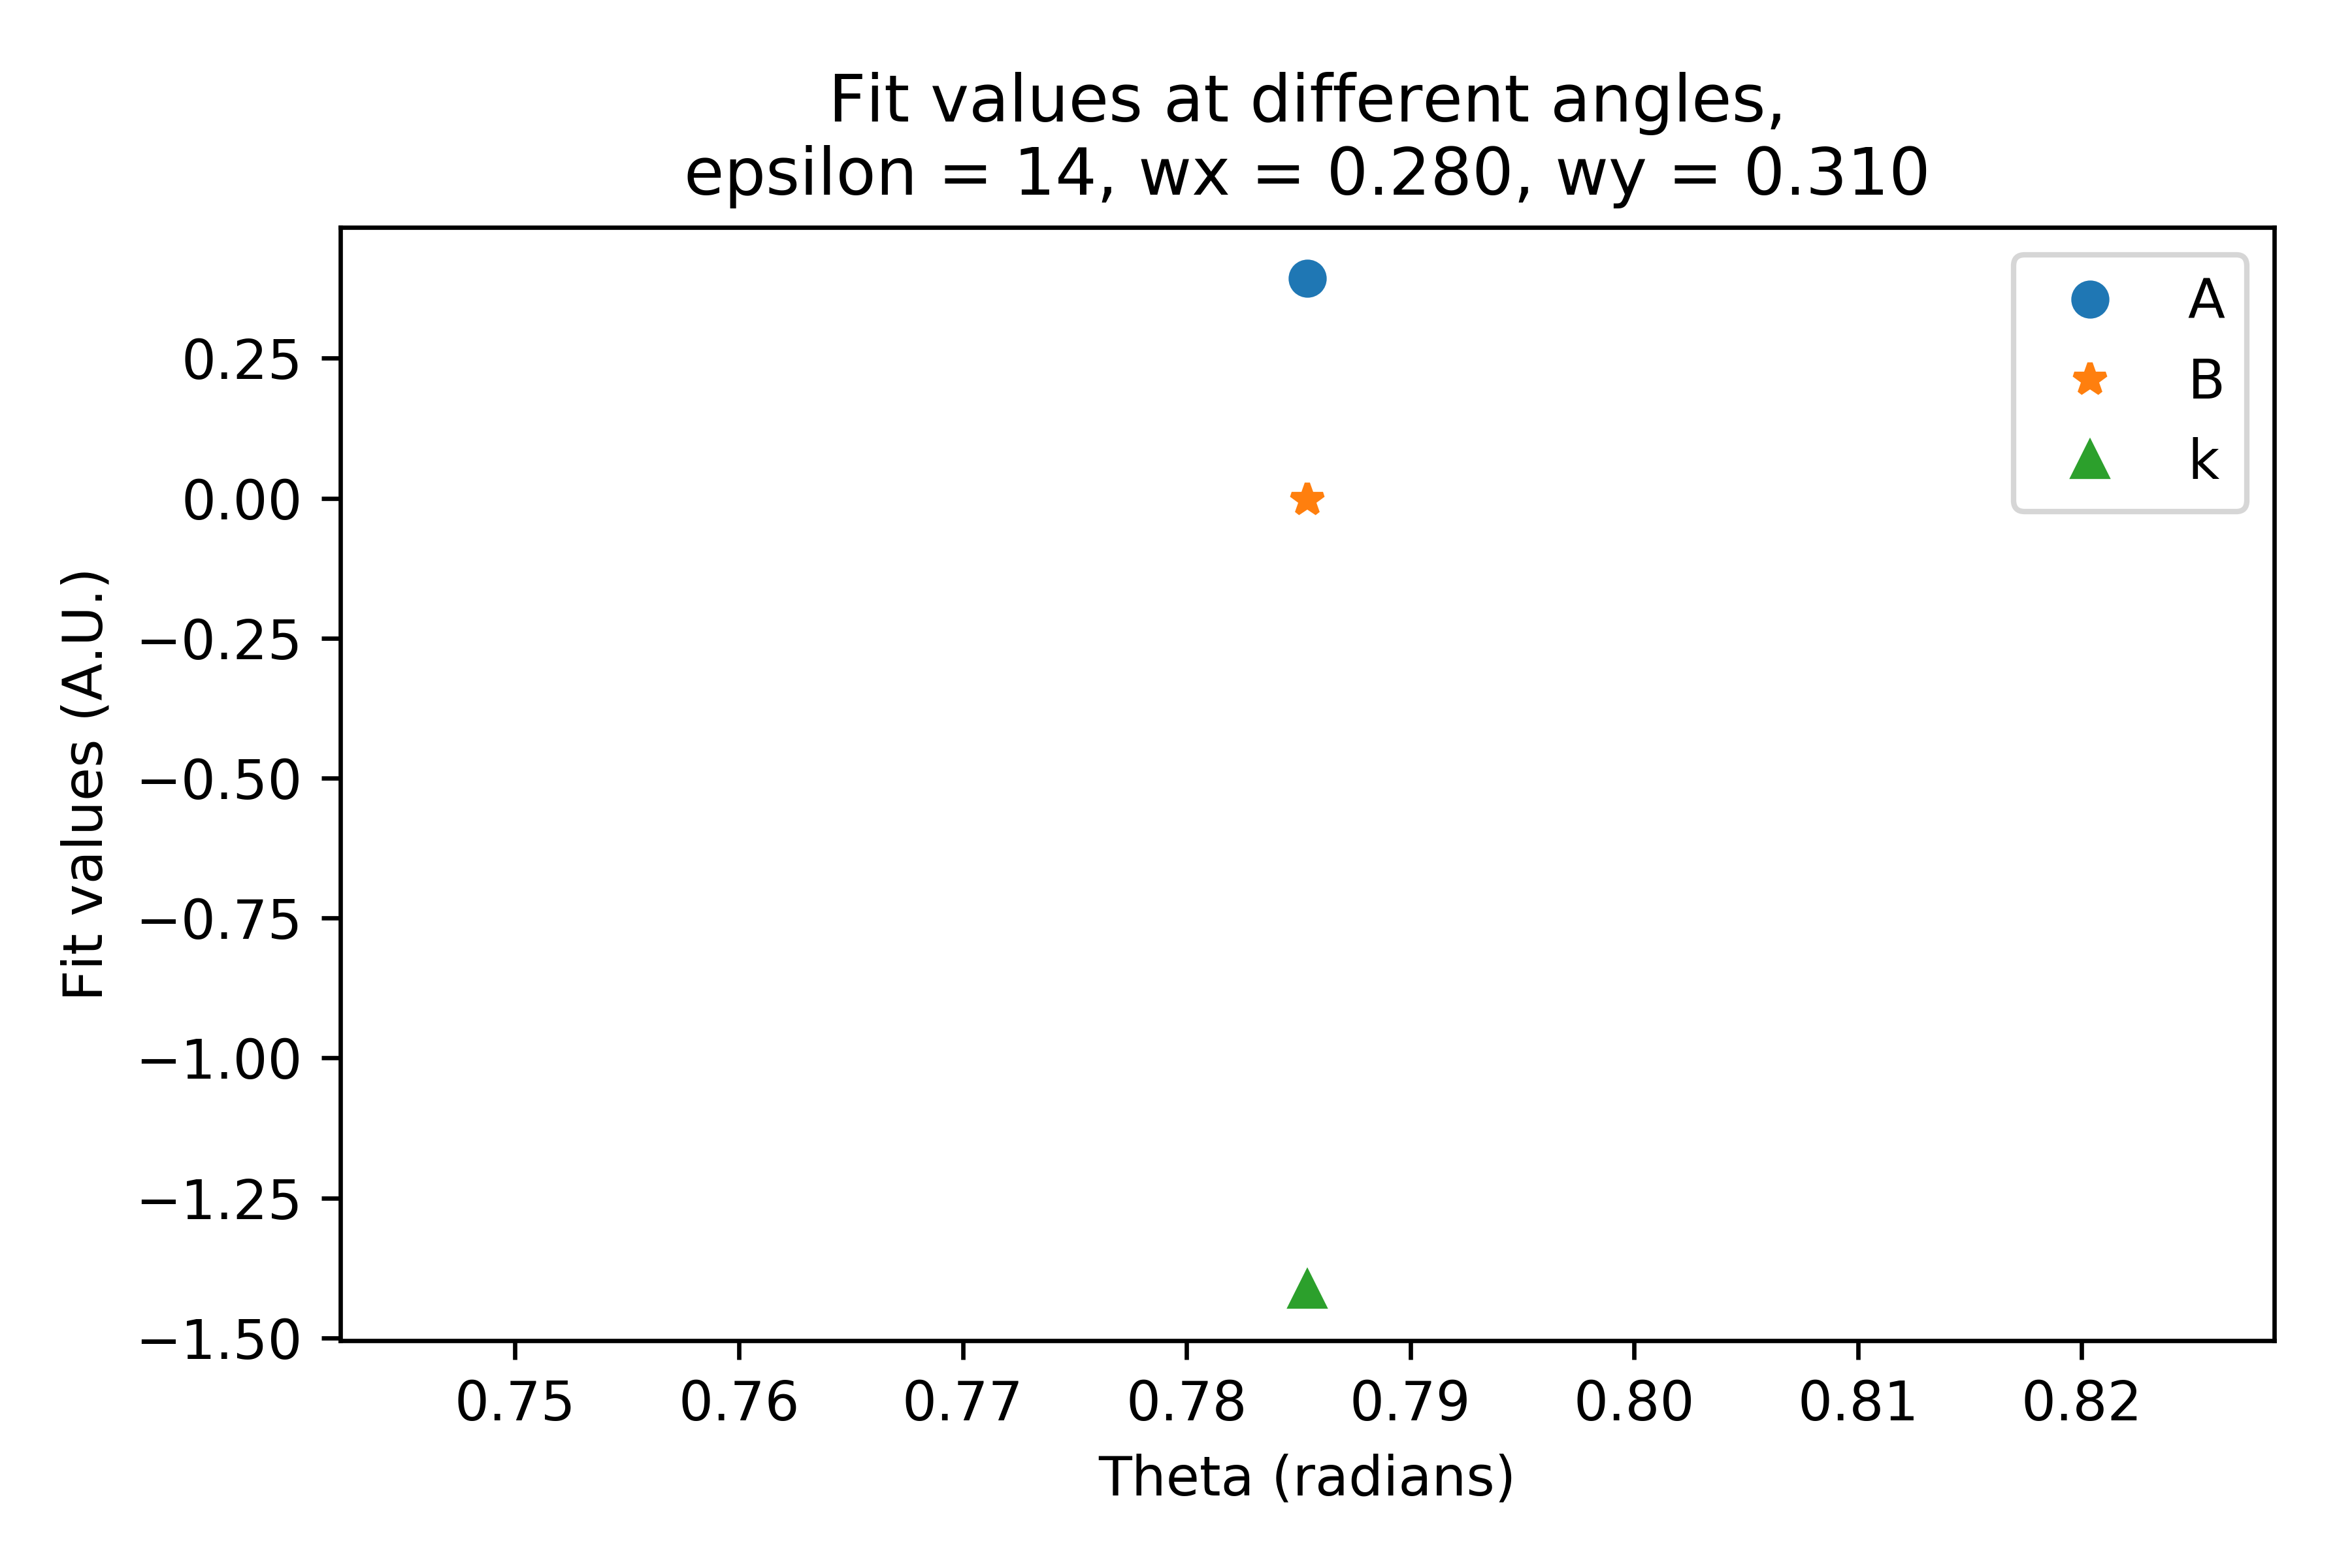 Fit values at different angles,
epsilon = 14, wx = 0.280, wy = 0.310
A
B
k
0.25
0.00
−0.25
−0.50
−0.75
−1.00
−1.25
−1.50
Fit values (A.U.)
0.75 0.76 0.77 0.78 0.79 0.80 0.81 0.82
Theta (radians)